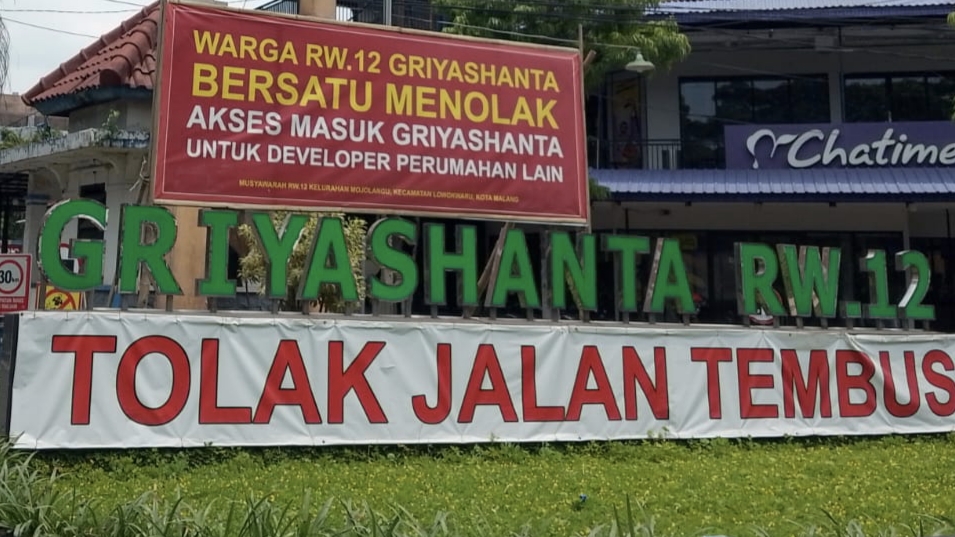 WARGA RW.12 GRIYASHANTA
BERSATU MENOLAK
AKSES MASUK GRIYASHANTA
UNTUK DEVELOPER PERUMAHAN LAIN
MUSYAWARAH RW.12 KELURAHAN MOJOLANGU, KECAMATAN LOWOKWARU, KOTA MALANG
Chatime
GRIYASHANTA RW.12
30
TOLAK JALAN TEMBUS